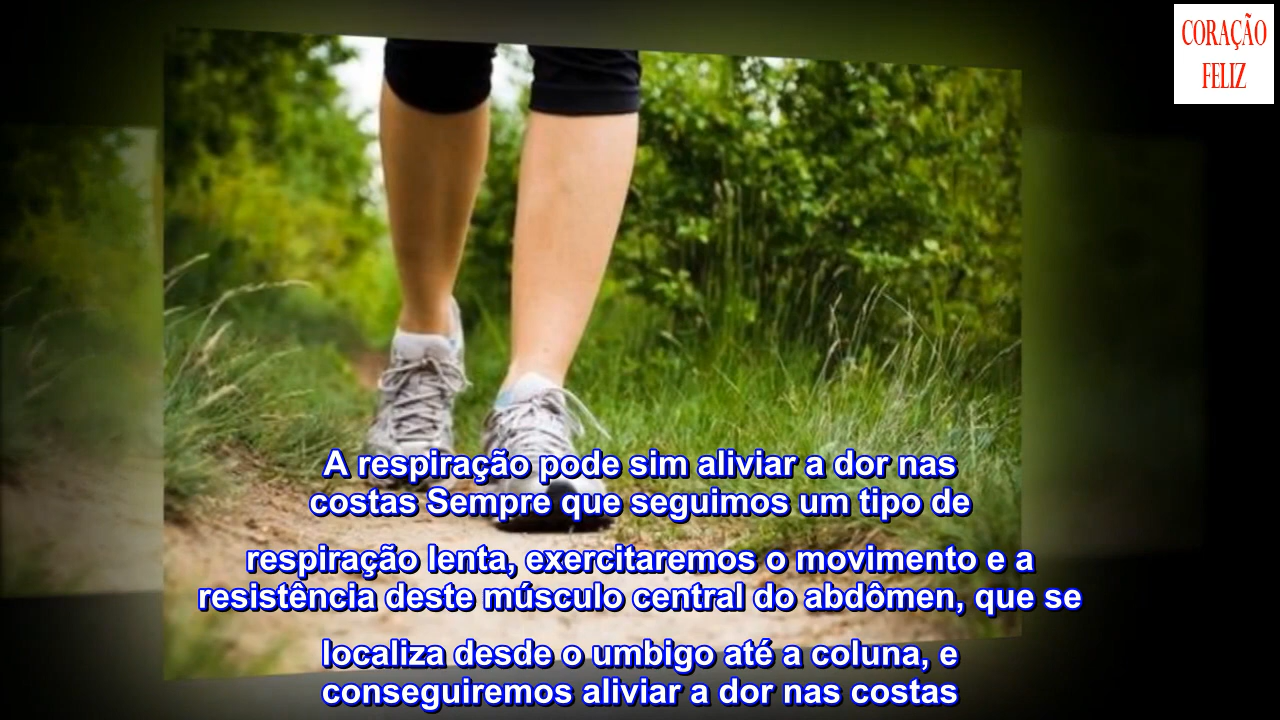 CORAÇÃO
FELIZ
A respiração pode sim aliviar a dor nas
costas Sempre que seguimos um tipo de
respiração lenta, exercitaremos o movimento e a
resistência deste músculo central do abdômen, que se
localiza desde o umbigo até a coluna, e
conseguiremos aliviar a dor nas costas